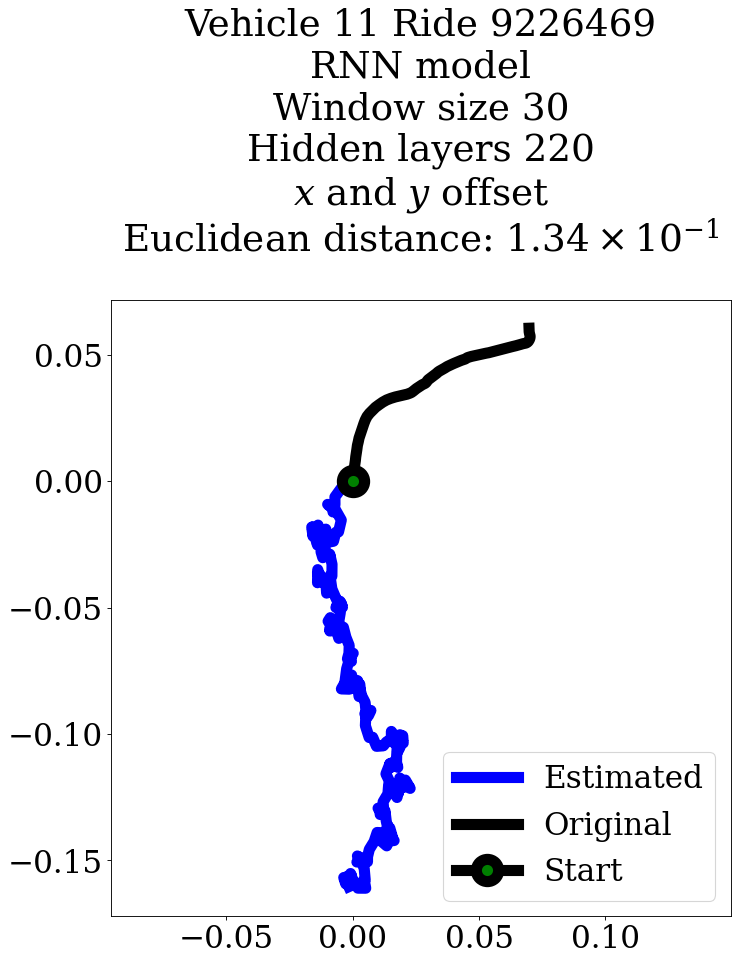 Vehicle 11 Ride 9226469
RNN model
Window size 30
Hidden layers 220
x and y offset
Euclidean distance: 1.34 × 10⁻¹
0.05
0.00
−0.05
−0.10
−0.15
Estimated
Original
Start
−0.05 0.00 0.05 0.10